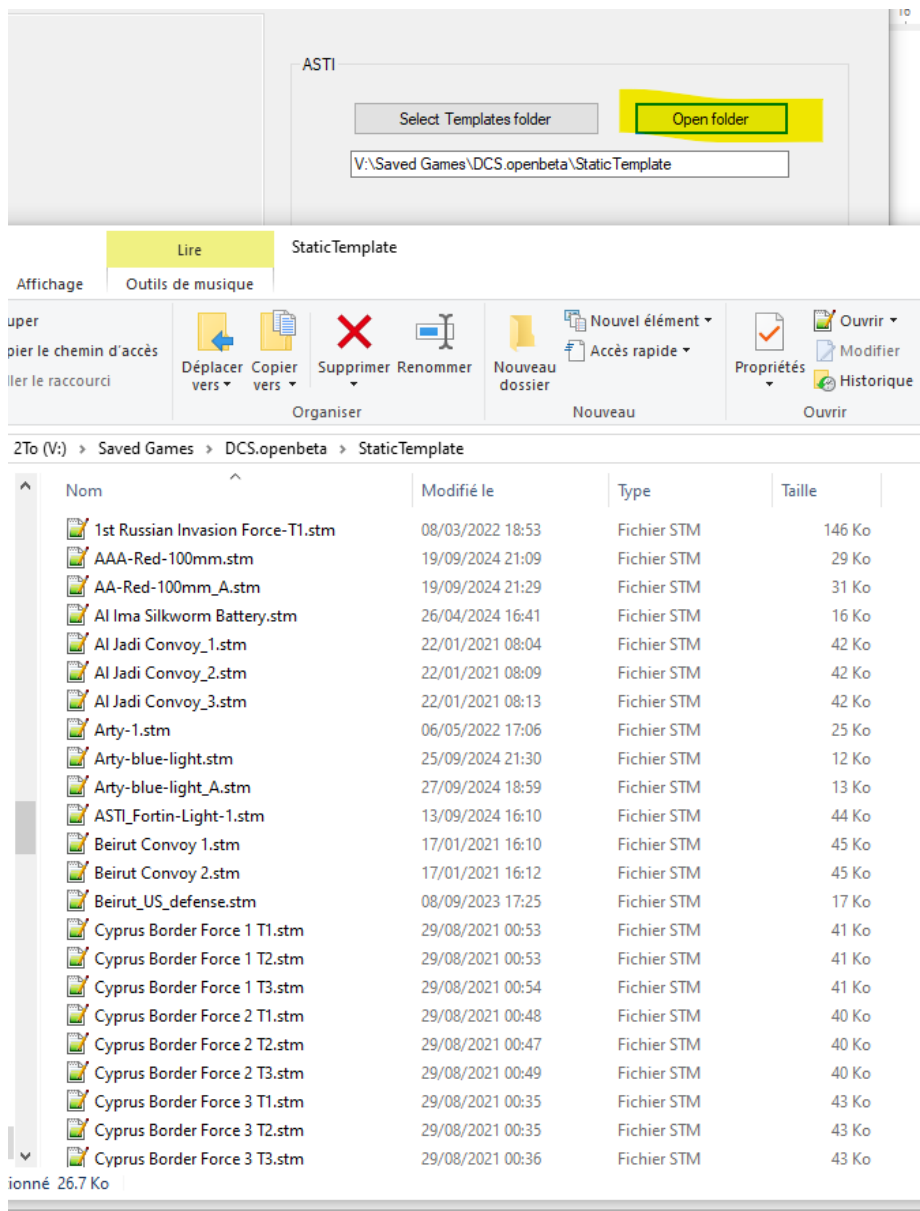 16
ASTI
Select Templates folder Open folder
V:\Saved Games\DCS.openbeta\StaticTemplate
Lire StaticTemplate
Affichage Outils de musique
uper
pier le chemin d'accès
ller le raccourci
Déplacer vers Copier vers Supprimer Renommer
Organiser
Nouveau dossier
Nouvel élément
Accès rapide
Nouveau
Propriétés
Ouvrir
Modifier
Historique
Ouvrir
2To (V:) > Saved Games > DCS.openbeta > StaticTemplate
Nom Modifié le Type Taille
1st Russian Invasion Force-T1.stm 08/03/2022 18:53 Fichier STM 146 Ko
AAA-Red-100mm.stm 19/09/2024 21:09 Fichier STM 29 Ko
AA-Red-100mm_A.stm 19/09/2024 21:29 Fichier STM 31 Ko
Al Ima Silkworm Battery.stm 26/04/2024 16:41 Fichier STM 16 Ko
Al Jadi Convoy_1.stm 22/01/2021 08:04 Fichier STM 42 Ko
Al Jadi Convoy_2.stm 22/01/2021 08:09 Fichier STM 42 Ko
Al Jadi Convoy_3.stm 22/01/2021 08:13 Fichier STM 42 Ko
Arty-1.stm 06/05/2022 17:06 Fichier STM 25 Ko
Arty-blue-light.stm 25/09/2024 21:30 Fichier STM 12 Ko
Arty-blue-light_A.stm 27/09/2024 18:59 Fichier STM 13 Ko
ASTI_Fortin-Light-1.stm 13/09/2024 16:10 Fichier STM 44 Ko
Beirut Convoy 1.stm 17/01/2021 16:10 Fichier STM 45 Ko
Beirut Convoy 2.stm 17/01/2021 16:12 Fichier STM 45 Ko
Beirut_US_defense.stm 08/09/2023 17:25 Fichier STM 17 Ko
Cyprus Border Force 1 T1.stm 29/08/2021 00:53 Fichier STM 41 Ko
Cyprus Border Force 1 T2.stm 29/08/2021 00:53 Fichier STM 41 Ko
Cyprus Border Force 1 T3.stm 29/08/2021 00:54 Fichier STM 41 Ko
Cyprus Border Force 2 T1.stm 29/08/2021 00:48 Fichier STM 40 Ko
Cyprus Border Force 2 T2.stm 29/08/2021 00:47 Fichier STM 40 Ko
Cyprus Border Force 2 T3.stm 29/08/2021 00:49 Fichier STM 40 Ko
Cyprus Border Force 3 T1.stm 29/08/2021 00:35 Fichier STM 43 Ko
Cyprus Border Force 3 T2.stm 29/08/2021 00:35 Fichier STM 43 Ko
Cyprus Border Force 3 T3.stm 29/08/2021 00:36 Fichier STM 43 Ko
ionné 26.7 Ko